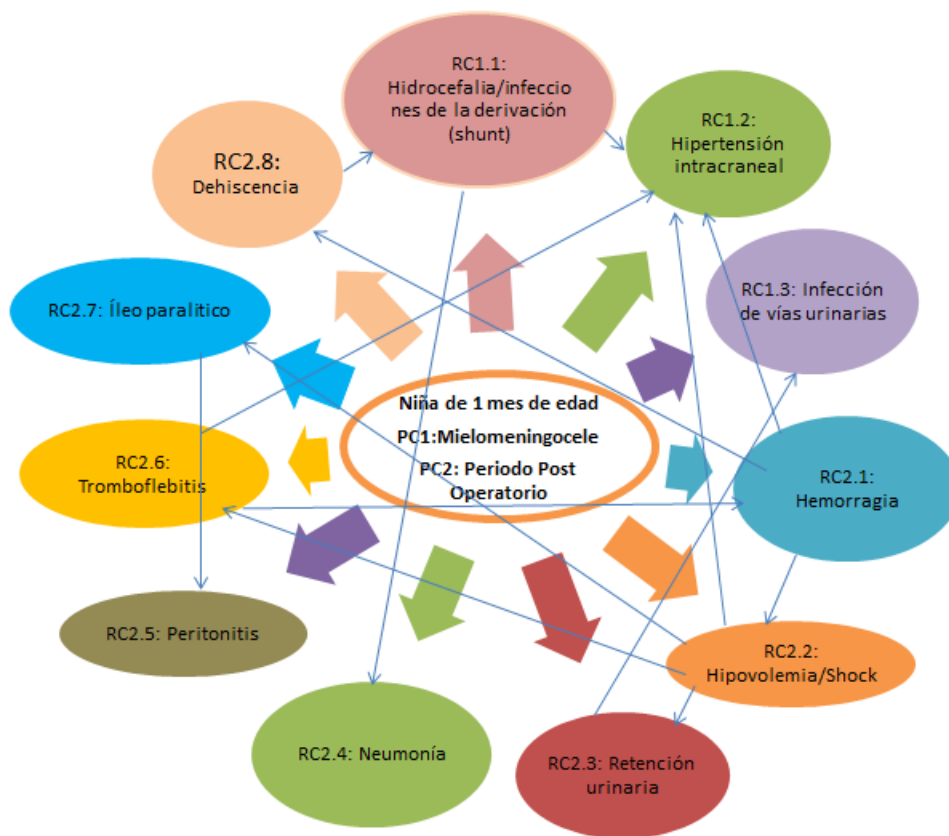 RC1.1:
Hidrocefalia/infeccio
nes de la derivación
(shunt)
RC1.2:
Hipertensión
intracraneal
RC2.8:
Dehiscencia
RC1.3: Infección
de vías urinarias
RC2.7: Íleo paralitico
Niña de 1 mes de edad
PC1:Mielomeningocele
PC2: Periodo Post
Operatorio
RC2.6:
Tromboflebitis
RC2.1:
Hemorragia
RC2.5: Peritonitis
RC2.2:
Hipovolemia/Shock
RC2.4: Neumonía
RC2.3: Retención
urinaria